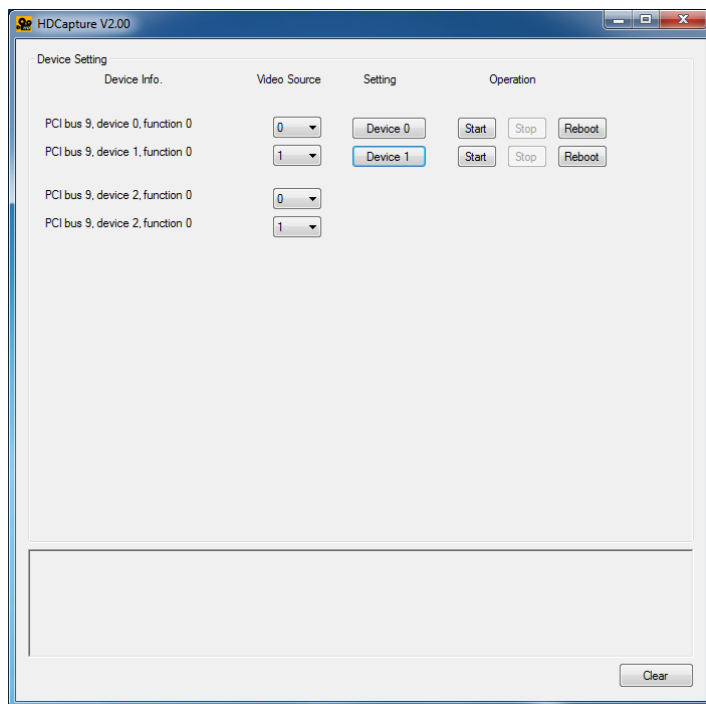 HDCapture V2.00
Device Setting
Device Info. Video Source Setting Operation
PCI bus 9, device 0, function 0 0 Device 0 Start Stop Reboot
PCI bus 9, device 1, function 0 1 Device 1 Start Stop Reboot
PCI bus 9, device 2, function 0 0
PCI bus 9, device 2, function 0 1
Clear